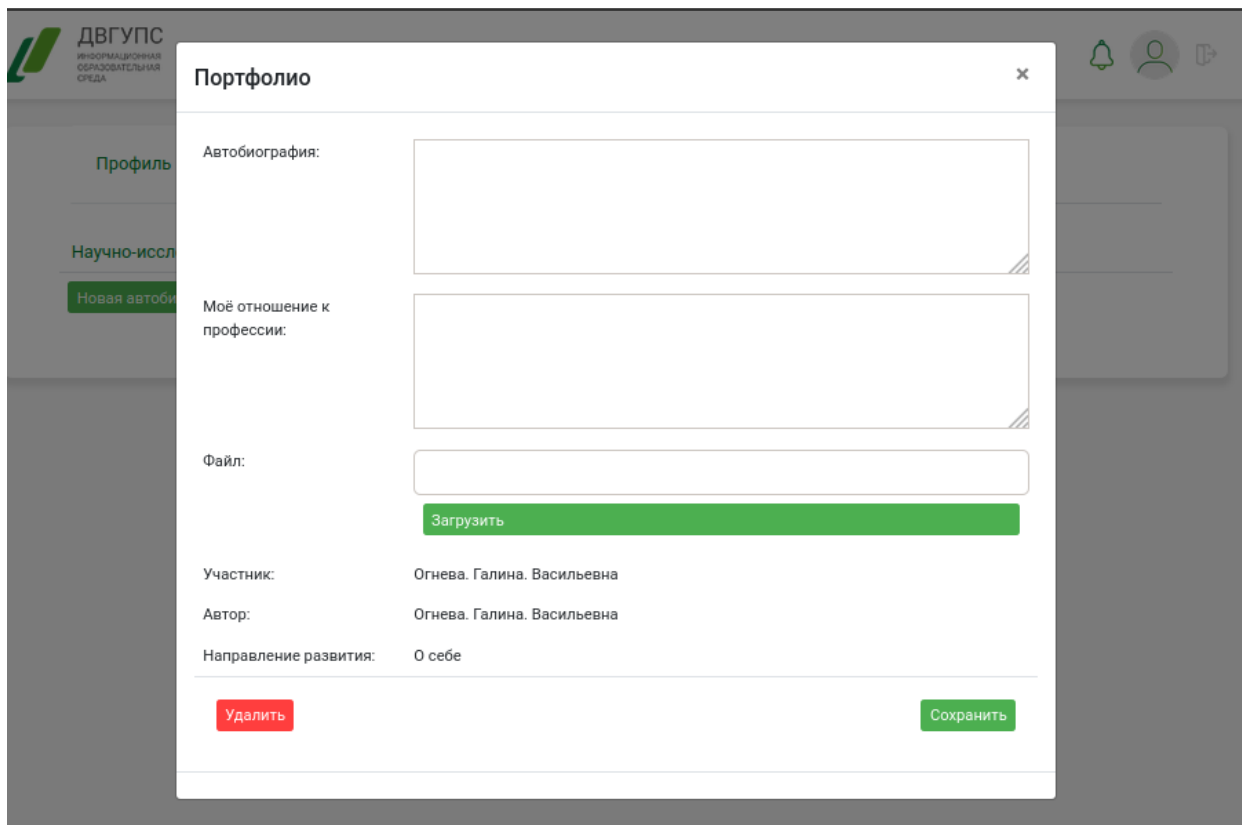 ДВГУПС
ИНФОРМАЦИОННАЯ
ОБРАЗОВАТЕЛЬНАЯ
СРЕДА
Портфолио
×
Профиль
Автобиография:
Научно-иссл
Новая автоби
Моё отношение к
профессии:
Файл:
Загрузить
Участник: Огнева. Галина. Васильевна
Автор: Огнева. Галина. Васильевна
Направление развития: О себе
Удалить
Сохранить